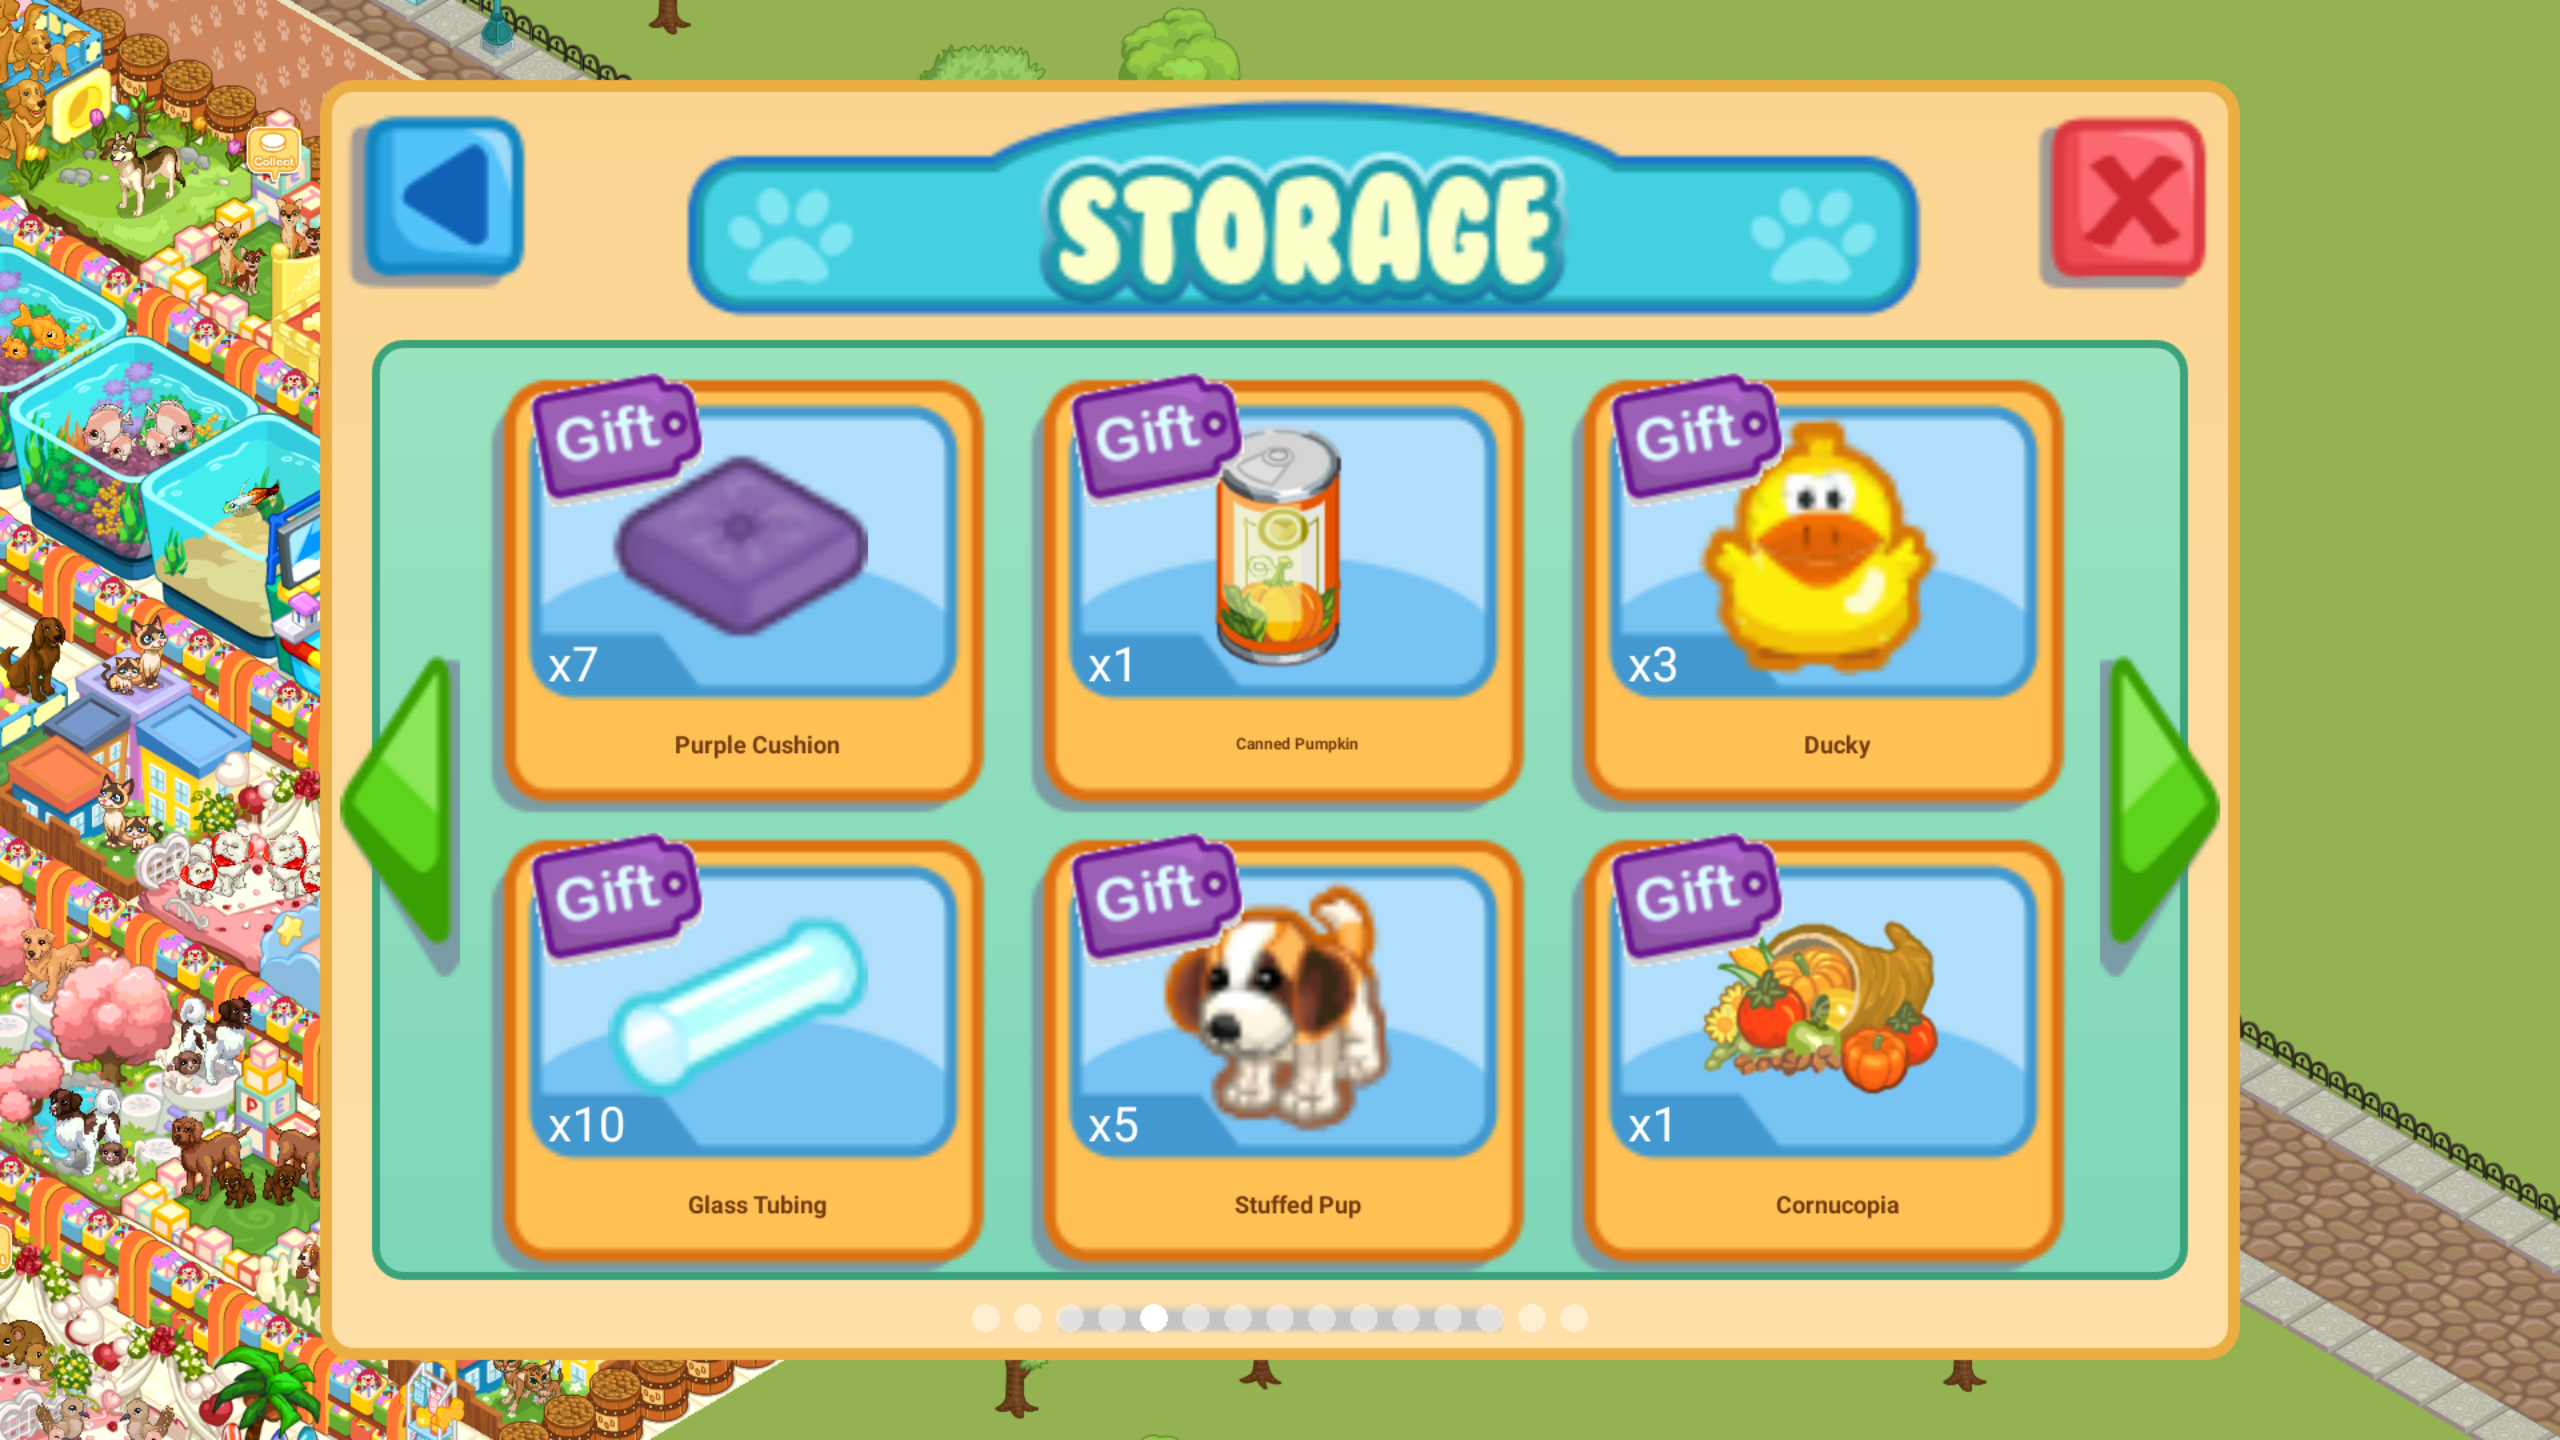 Collect
STORAGE
Gift
x7
Purple Cushion
Gift
x1
Canned Pumpkin
Gift
x3
Ducky
Gift
x10
Glass Tubing
Gift
x5
Stuffed Pup
Gift
x1
Cornucopia
P E